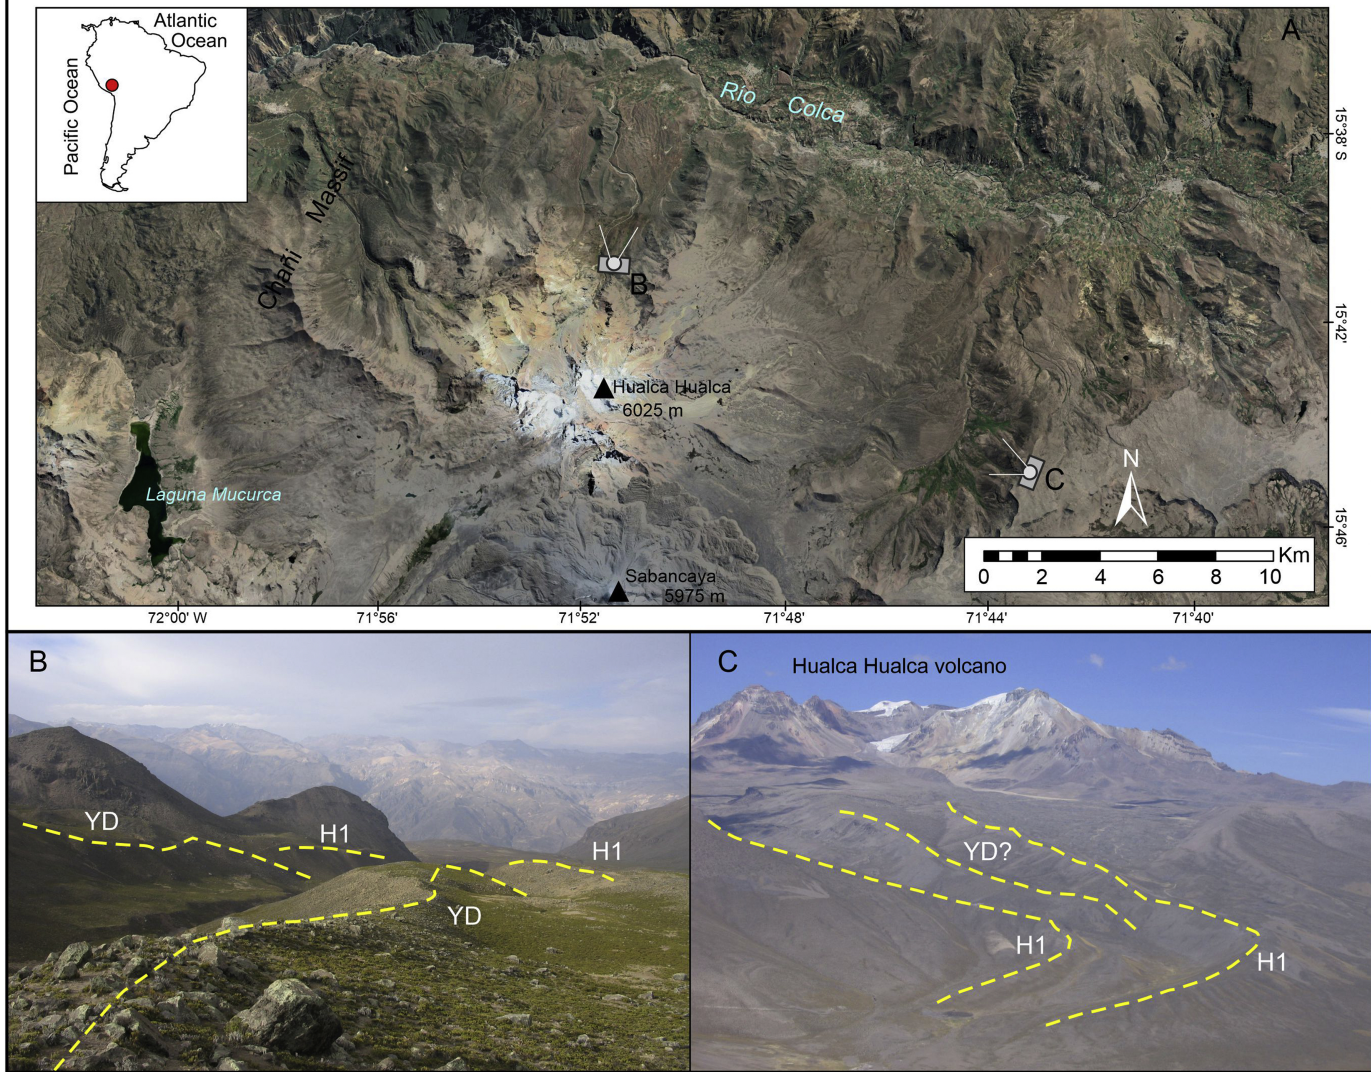 Atlantic
Ocean
Pacific Ocean
A
Río Colca
15°38' S
Chañi Massif
B
15°42'
Hualca Hualca
6025 m
C
N
Laguna Mucurca
15°46'
Km
0 2 4 6 8 10
Sabancaya
5975 m
72°00' W 71°56' 71°52' 71°48' 71°44' 71°40'
B
YD
H1
H1
YD
C
Hualca Hualca volcano
YD?
H1
H1